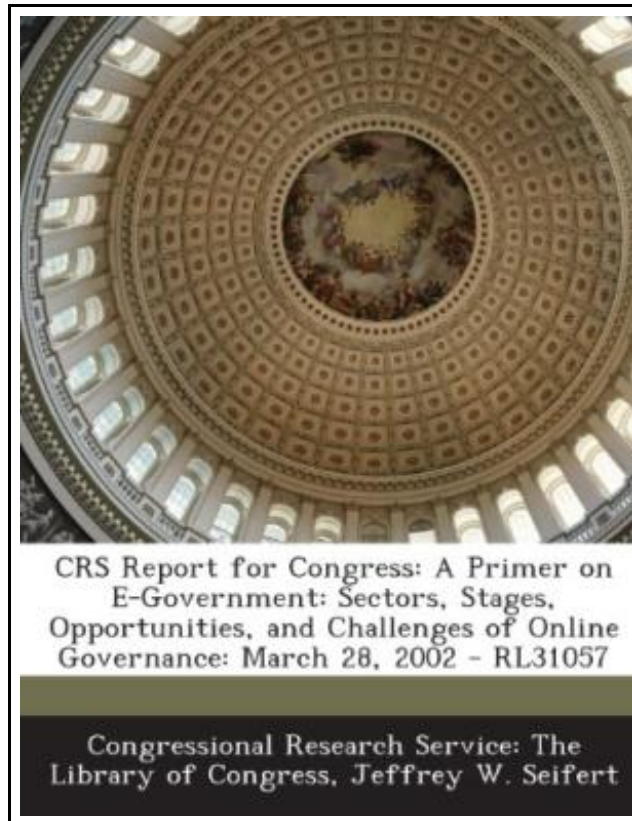 CRS Report for Congress: A Primer on
E-Government: Sectors, Stages,
Opportunities, and Challenges of Online
Governance: March 28, 2002 - RL31057
Congressional Research Service: The
Library of Congress, Jeffrey W. Seifert